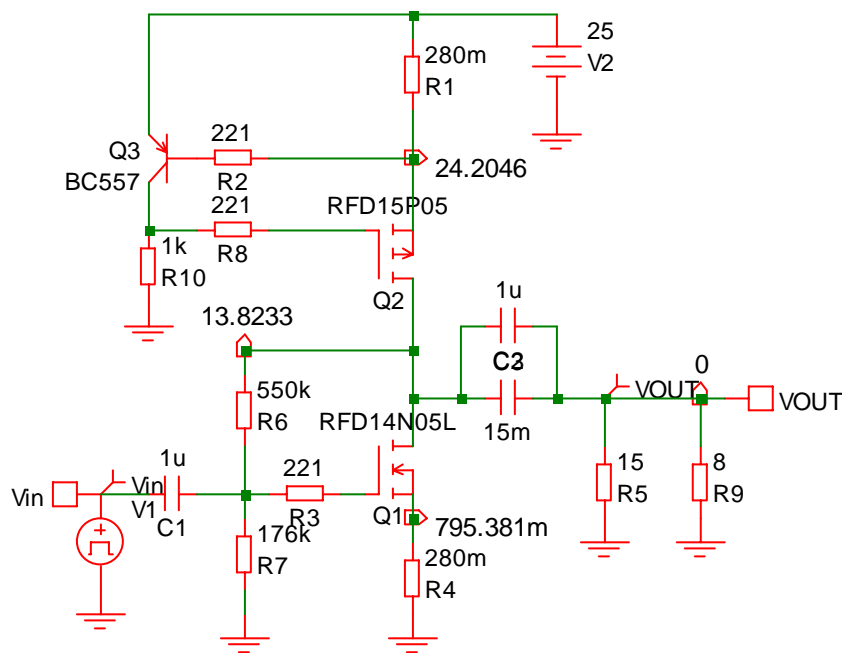 25
V2
280m
R1
Q3
BC557
221
R2
24.2046
221
R8
RFD15P05
1k
R10
Q2
13.8233
1u
550k
R6
RFD14N05L
15m
0
VOUT
VOUT
1u
Vin
Vin
V1
C1
221
R3
Q1
795.381m
15
R5
8
R9
176k
R7
280m
R4